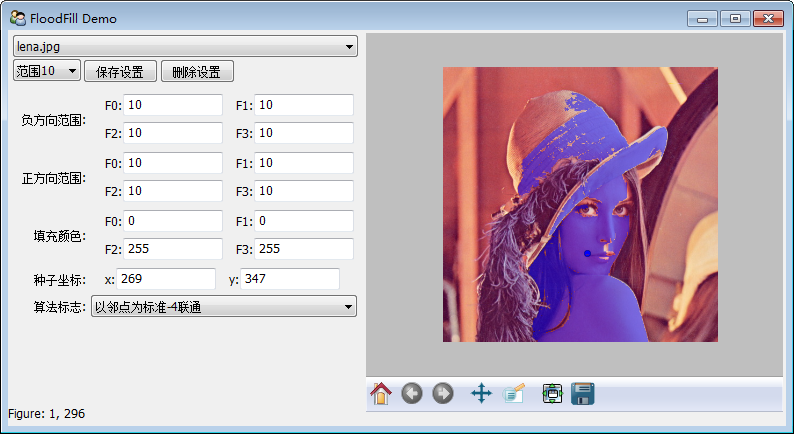 FloodFill Demo
lena.jpg
范围10 保存设置 删除设置
负方向范围: F0: 10 F1: 10
F2: 10 F3: 10
正方向范围: F0: 10 F1: 10
F2: 10 F3: 10
填充颜色: F0: 0 F1: 0
F2: 255 F3: 255
种子坐标: x: 269 y: 347
算法标志: 以邻点为标准-4联通
Figure: 1, 296